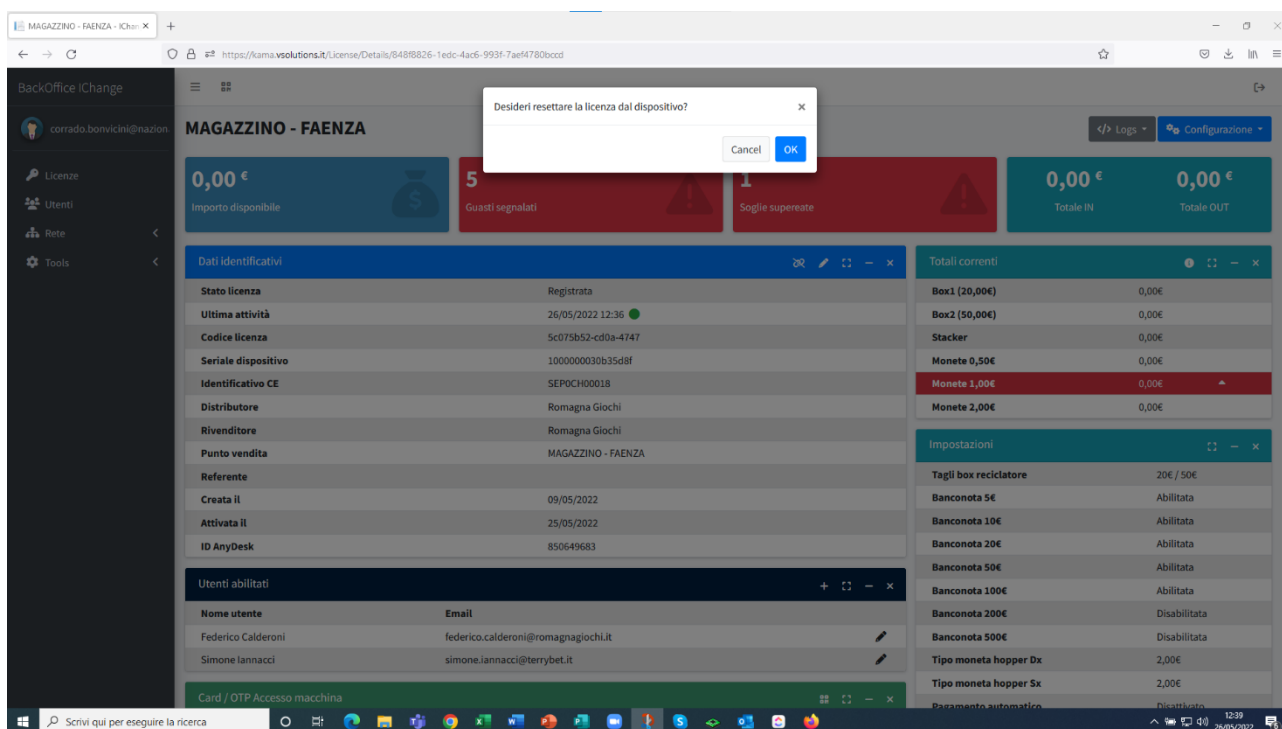 MAGAZZINO - FAENZA - IChan
https://kama.vsolutions.it/License/Details/848f8826-1edc-4ac6-993f-7aef4780bccd
BackOffice IChange
Desideri resettare la licenza dal dispositivo?
Cancel OK
corrado.bonvicini@nazion
MAGAZZINO - FAENZA
</> Logs Configurazione
Licenze
Utenti
Rete
Tools
0,00 €
Importo disponibile
5
Guasti segnalati
1
Soglie superate
0,00 € 0,00 €
Totale IN Totale OUT
Dati identificativi
Stato licenza Registrata
Ultima attività 26/05/2022 12:36
Codice licenza 5c075b52-cd0a-4747
Seriale dispositivo 1000000030b35d8f
Identificativo CE SEP0CH00018
Distributore Romagna Giochi
Rivenditore Romagna Giochi
Punto vendita MAGAZZINO - FAENZA
Referente
Creata il 09/05/2022
Attivata il 25/05/2022
ID AnyDesk 850649683
Utenti abilitati
Nome utente Email
Federico Calderoni federico.calderoni@romagnagiochi.it
Simone Iannacci simone.iannacci@terrybet.it
Card / OTP Accesso macchina
Totali correnti
Box1 (20,00€) 0,00€
Box2 (50,00€) 0,00€
Stacker 0,00€
Monete 0,50€ 0,00€
Monete 1,00€ 0,00€
Monete 2,00€ 0,00€
Impostazioni
Tagli box reciclatore 20€ / 50€
Banconota 5€ Abilitata
Banconota 10€ Abilitata
Banconota 20€ Abilitata
Banconota 50€ Abilitata
Banconota 100€ Abilitata
Banconota 200€ Disabilitata
Banconota 500€ Disabilitata
Tipo moneta hopper Dx 2,00€
Tipo moneta hopper Sx 2,00€
Pagamento automatico Disattivato
Scrivi qui per eseguire la ricerca
12:39
26/05/2022